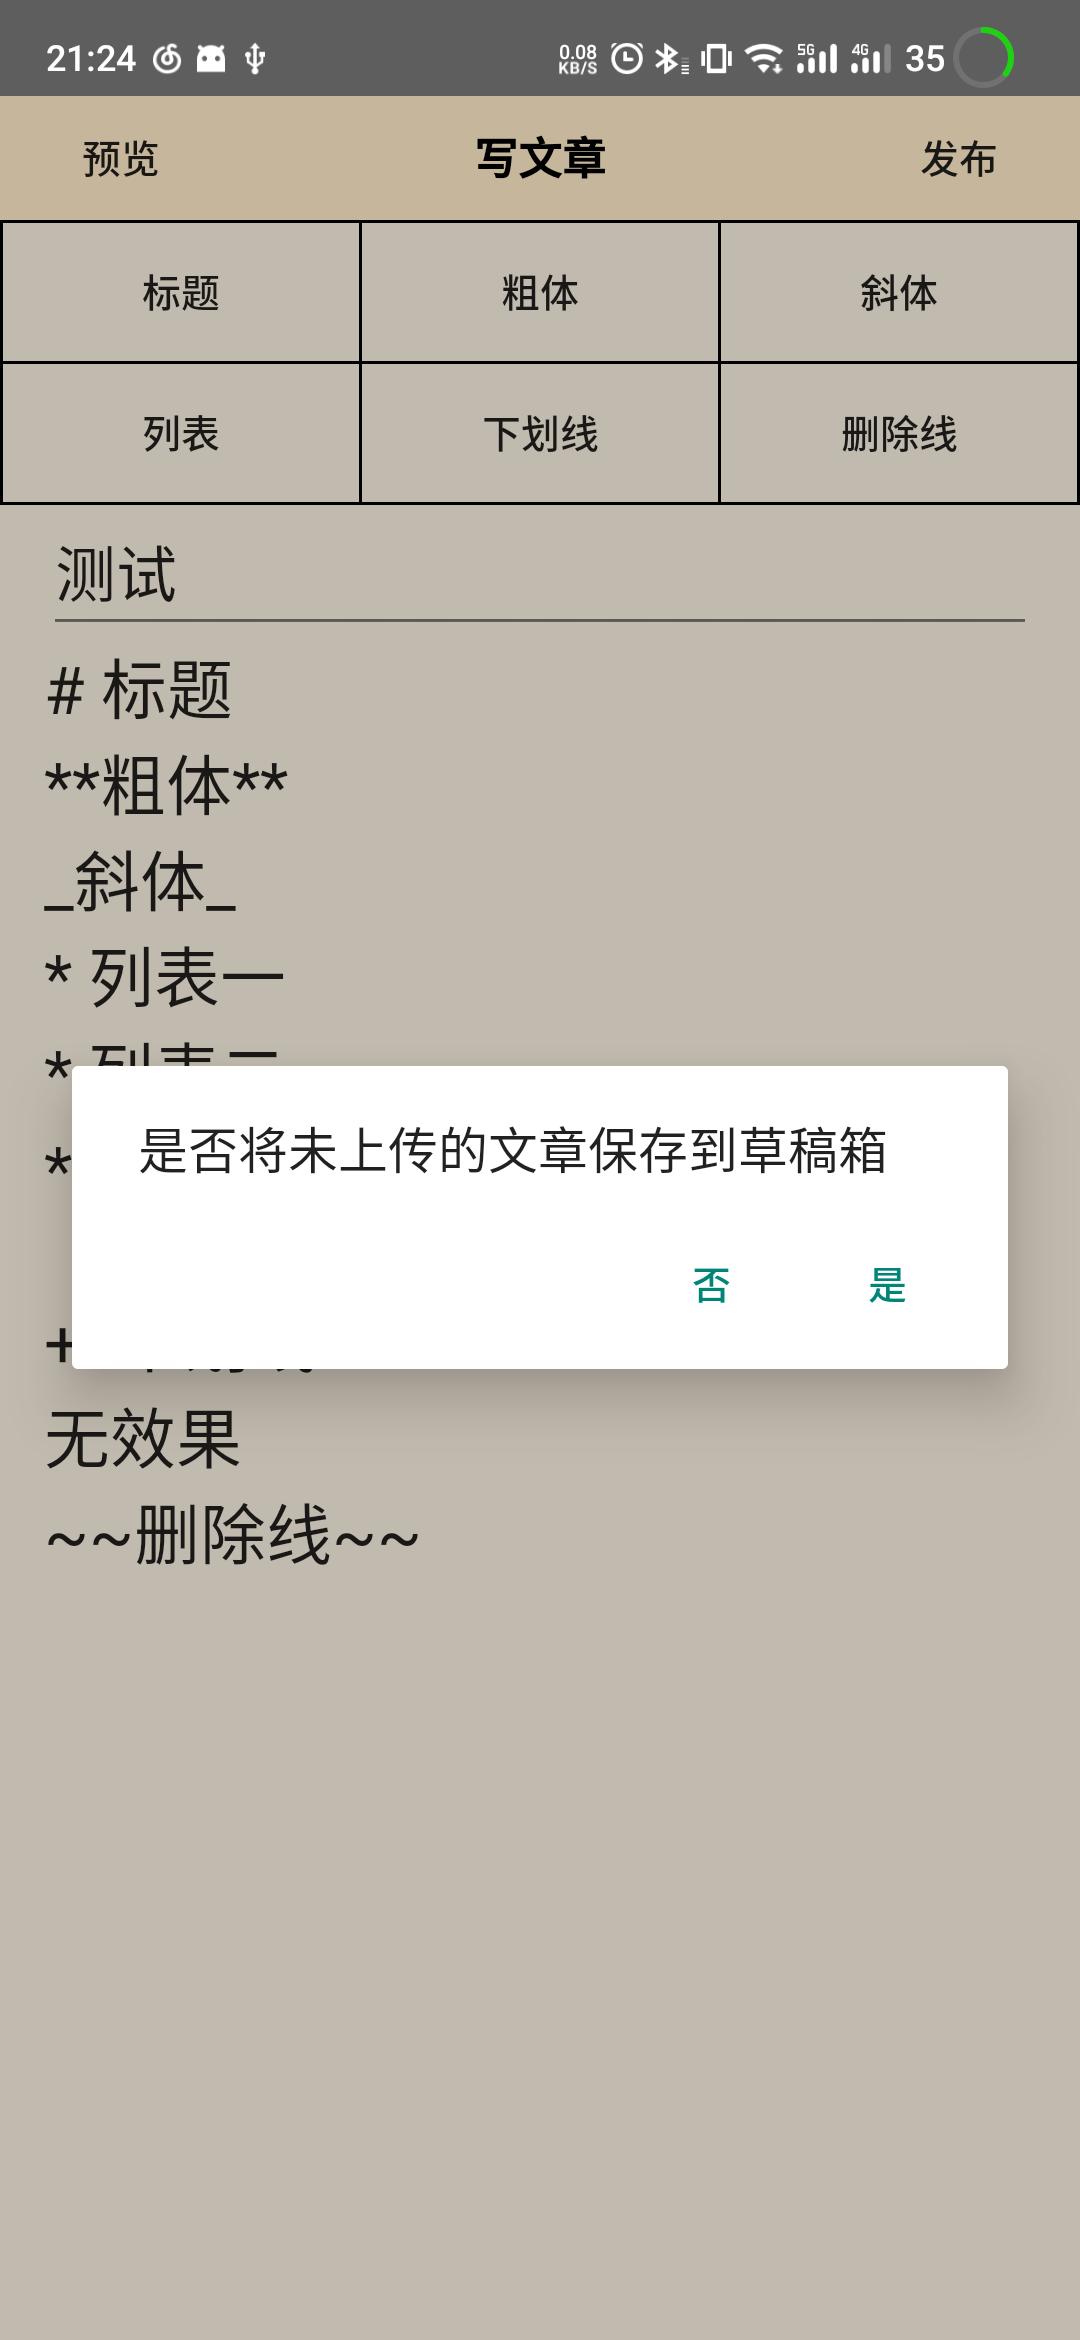 21:24 0.08 KB/S 5G 4G 35
预览 写文章 发布
标题 粗体 斜体
列表 下划线 删除线
测试
# 标题
**粗体**
_斜体_
* 列表一
* 列表二
*
是否将未上传的文章保存到草稿箱
否 是
+
无效果
~~删除线~~